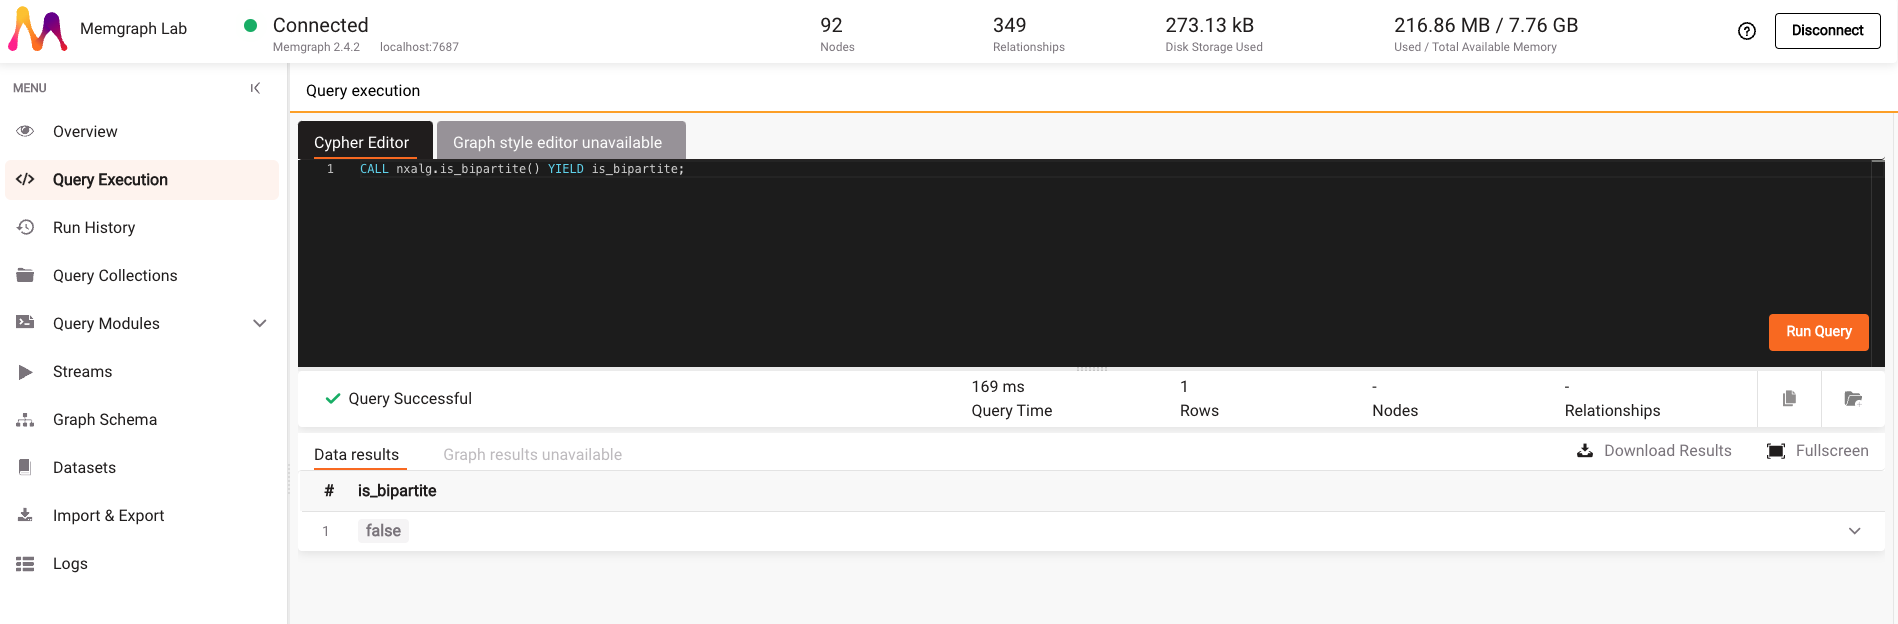 Memgraph Lab
Connected
Memgraph 2.4.2 localhost:7687
92
Nodes
349
Relationships
273.13 kB
Disk Storage Used
216.86 MB / 7.76 GB
Used / Total Available Memory
Disconnect
MENU
Overview
Query Execution
Run History
Query Collections
Query Modules
Streams
Graph Schema
Datasets
Import & Export
Logs
Query execution
Cypher Editor
Graph style editor unavailable
1 CALL nxalg.is_bipartite() YIELD is_bipartite;
Run Query
Query Successful
169 ms
Query Time
1
Rows
-
Nodes
-
Relationships
Data results
Graph results unavailable
Download Results
Fullscreen
# is_bipartite
1 false